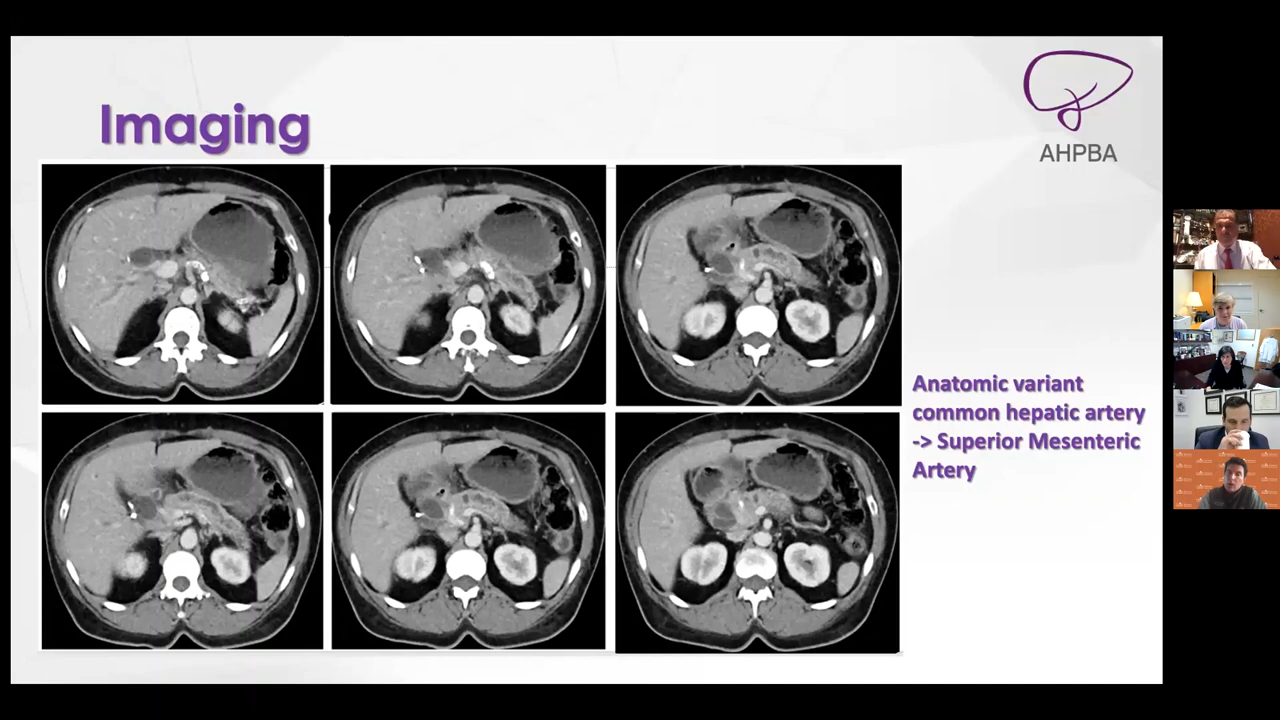 Imaging
AHPBA
Anatomic variant
common hepatic artery
-> Superior Mesenteric
Artery